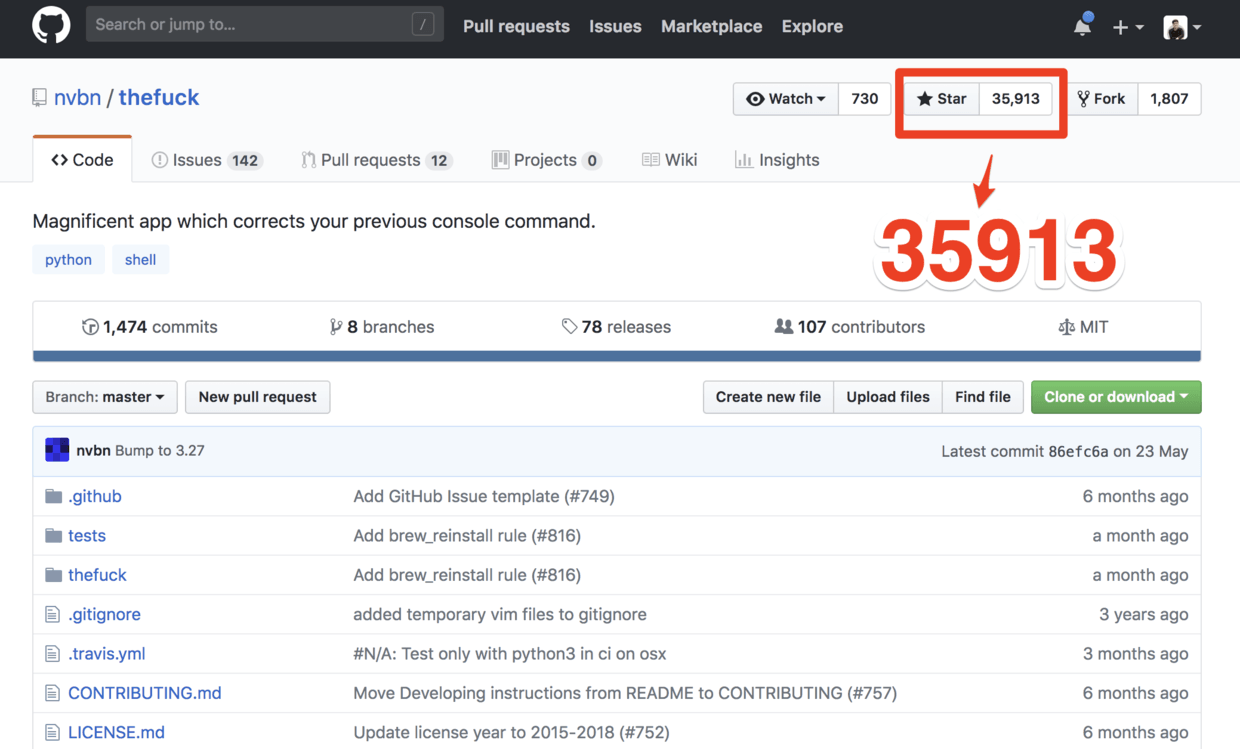 Search or jump to... /
Pull requests Issues Marketplace Explore
nvbn / thefuck
Watch 730 Star 35,913 Fork 1,807
Code Issues 142 Pull requests 12 Projects 0 Wiki Insights
Magnificent app which corrects your previous console command.
35913
python shell
1,474 commits 8 branches 78 releases 107 contributors MIT
Branch: master New pull request Create new file Upload files Find file Clone or download
nvbn Bump to 3.27 Latest commit 86efc6a on 23 May
.github Add GitHub Issue template (#749) 6 months ago
tests Add brew_reinstall rule (#816) a month ago
thefuck Add brew_reinstall rule (#816) a month ago
.gitignore added temporary vim files to gitignore 3 years ago
.travis.yml #N/A: Test only with python3 in ci on osx 3 months ago
CONTRIBUTING.md Move Developing instructions from README to CONTRIBUTING (#757) 6 months ago
LICENSE.md Update license year to 2015-2018 (#752) 6 months ago